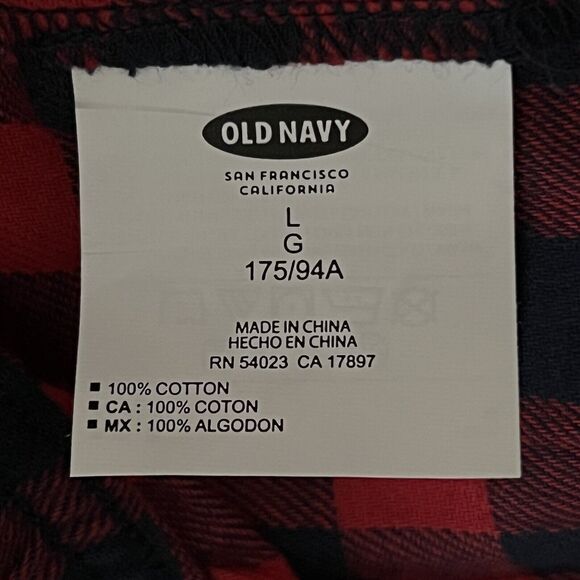 OLD NAVY
SAN FRANCISCO
CALIFORNIA
L
G
175/94A
MADE IN CHINA
HECHO EN CHINA
RN 54023 CA 17897
100% COTTON
CA : 100% COTON
MX : 100% ALGODON